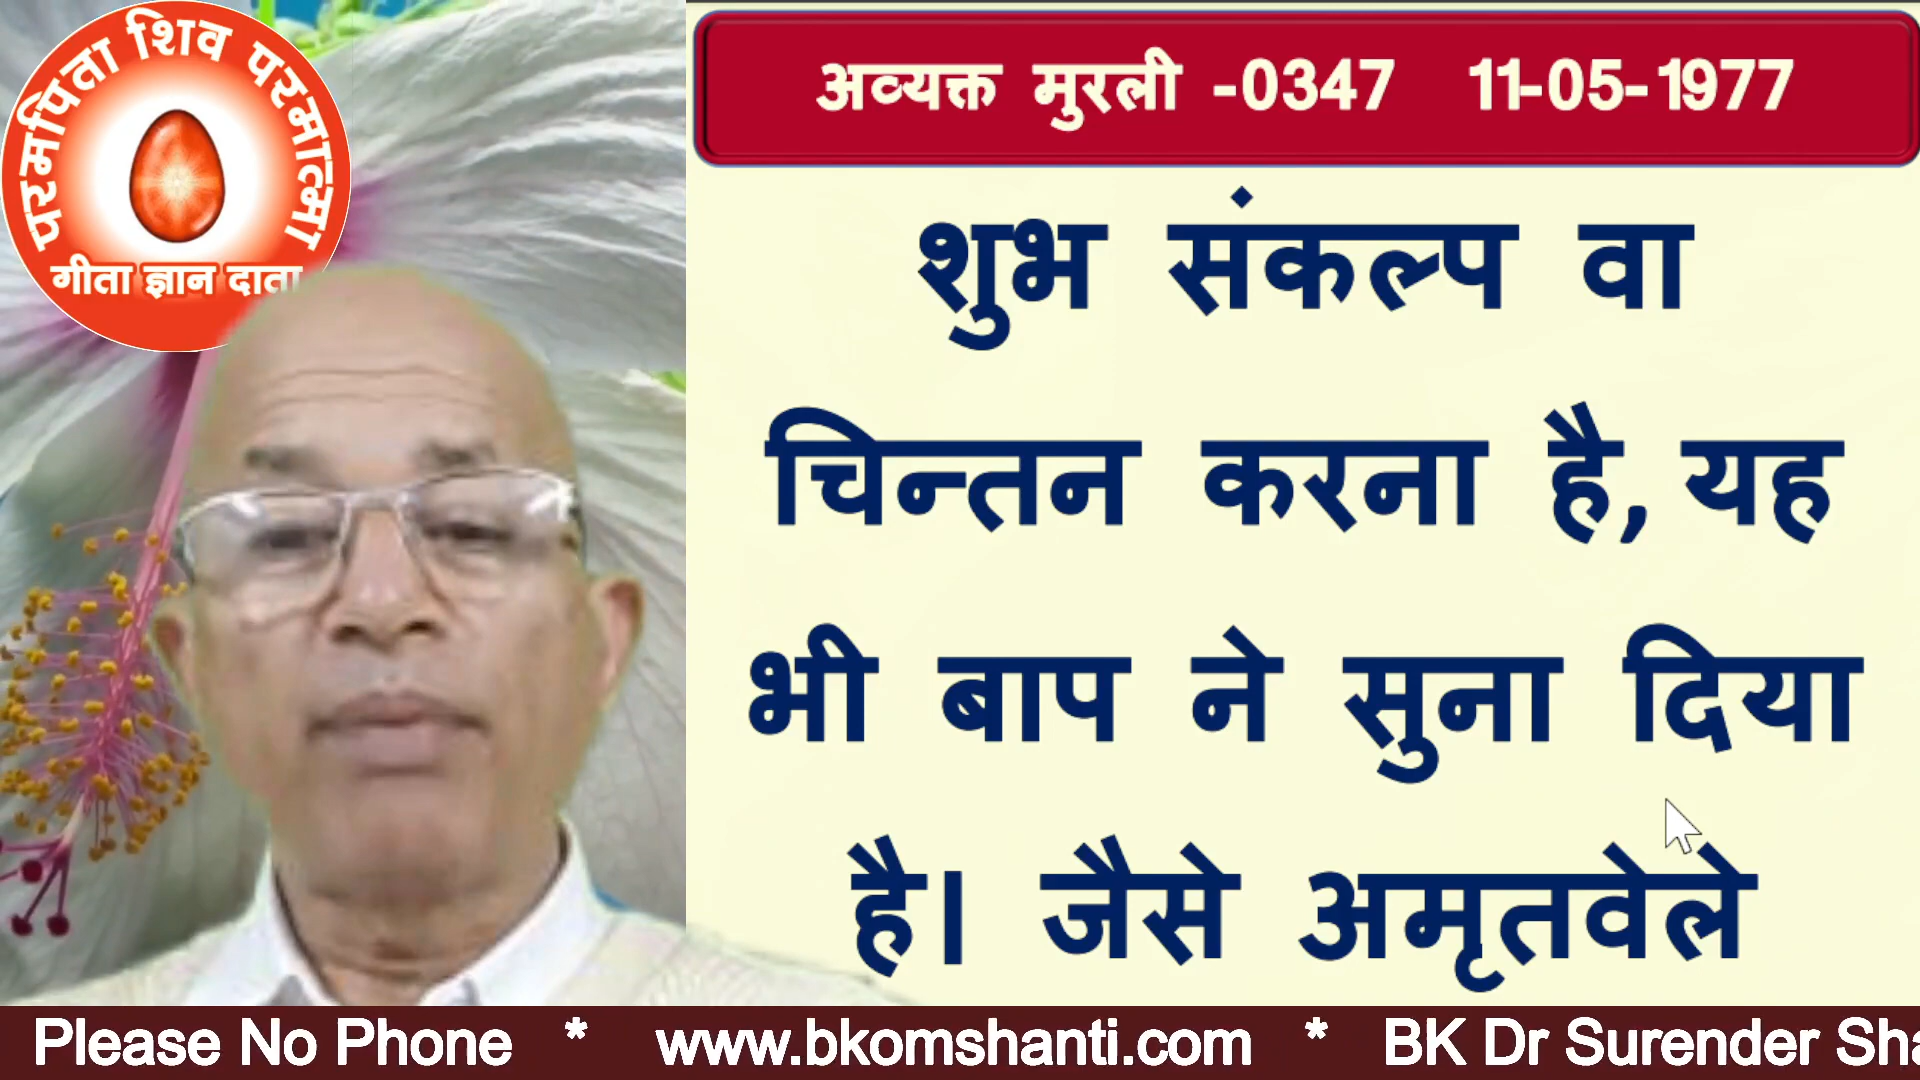 परमपिता शिव परमात्मा
गीता ज्ञान दाता
अव्यक्त मुरली -0347 11-05-1977
शुभ संकल्प वा
चिन्तन करना है, यह
भी बाप ने सुना दिया
है। जैसे अमृतवेले
Please No Phone * www.bkomshanti.com * BK Dr Surender Sha